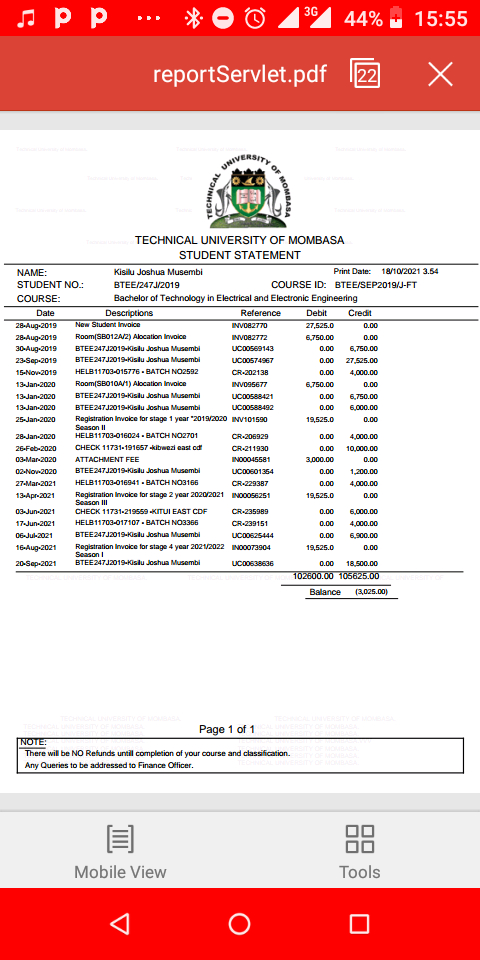 3G 44% 15:55
reportServlet.pdf 22
TECHNICAL UNIVERSITY OF MOMBASA
TECHNICAL UNIVERSITY OF MOMBASA
STUDENT STATEMENT
NAME: Kisilu Joshua Musembi Print Date: 18/10/2021 3.54
STUDENT NO.: BTEE/247J/2019 COURSE ID: BTEE/SEP2019/J-FT
COURSE: Bachelor of Technology in Electrical and Electronic Engineering
Date Descriptions Reference Debit Credit
28-Aug-2019 New Student Invoice INV082770 27,525.0 0.00
28-Aug-2019 Room(SB012A/2) Alocation Invoice INV082772 6,750.00 0.00
30-Aug-2019 BTEE247J2019-Kisilu Joshua Musembi UC00569143 0.00 6,750.00
23-Sep-2019 BTEE247J2019-Kisilu Joshua Musembi UC00574967 0.00 27,525.00
15-Nov-2019 HELB11703-015776 - BATCH NO2592 CR-202138 0.00 4,000.00
13-Jan-2020 Room(SB010A/1) Alocation Invoice INV095677 6,750.00 0.00
13-Jan-2020 BTEE247J2019-Kisilu Joshua Musembi UC00588421 0.00 6,750.00
13-Jan-2020 BTEE247J2019-Kisilu Joshua Musembi UC00588492 0.00 6,000.00
25-Jan-2020 Registration Invoice for stage 1 year "2019/2020 INV101590 19,525.0 0.00
Season II
28-Jan-2020 HELB11703-016024 - BATCH NO2701 CR-206929 0.00 4,000.00
26-Feb-2020 CHECK 11731-191657 -kibwezi east cdf CR-211930 0.00 10,000.00
03-Mar-2020 ATTACHMENT FEE IN00045581 3,000.00 0.00
02-Nov-2020 BTEE247J2019-Kisilu Joshua Musembi UC00601354 0.00 1,200.00
27-Mar-2021 HELB11703-016941 - BATCH NO3166 CR-229387 0.00 4,000.00
13-Apr-2021 Registration Invoice for stage 2 year 2020/2021 IN00056251 19,525.0 0.00
Season III
03-Jun-2021 CHECK 11731-219559 -KITUI EAST CDF CR-235989 0.00 6,000.00
17-Jun-2021 HELB11703-017107 - BATCH NO3366 CR-239151 0.00 4,000.00
06-Jul-2021 BTEE247J2019-Kisilu Joshua Musembi UC00625444 0.00 6,900.00
16-Aug-2021 Registration Invoice for stage 4 year 2021/2022 IN00073904 19,525.0 0.00
Season I
20-Sep-2021 BTEE247J2019-Kisilu Joshua Musembi UC00638636 0.00 18,500.00
102600.00 105625.00
Balance (3,025.00)
Page 1 of 1
NOTE:
There will be NO Refunds untill completion of your course and classification.
Any Queries to be addressed to Finance Officer.
Mobile View Tools